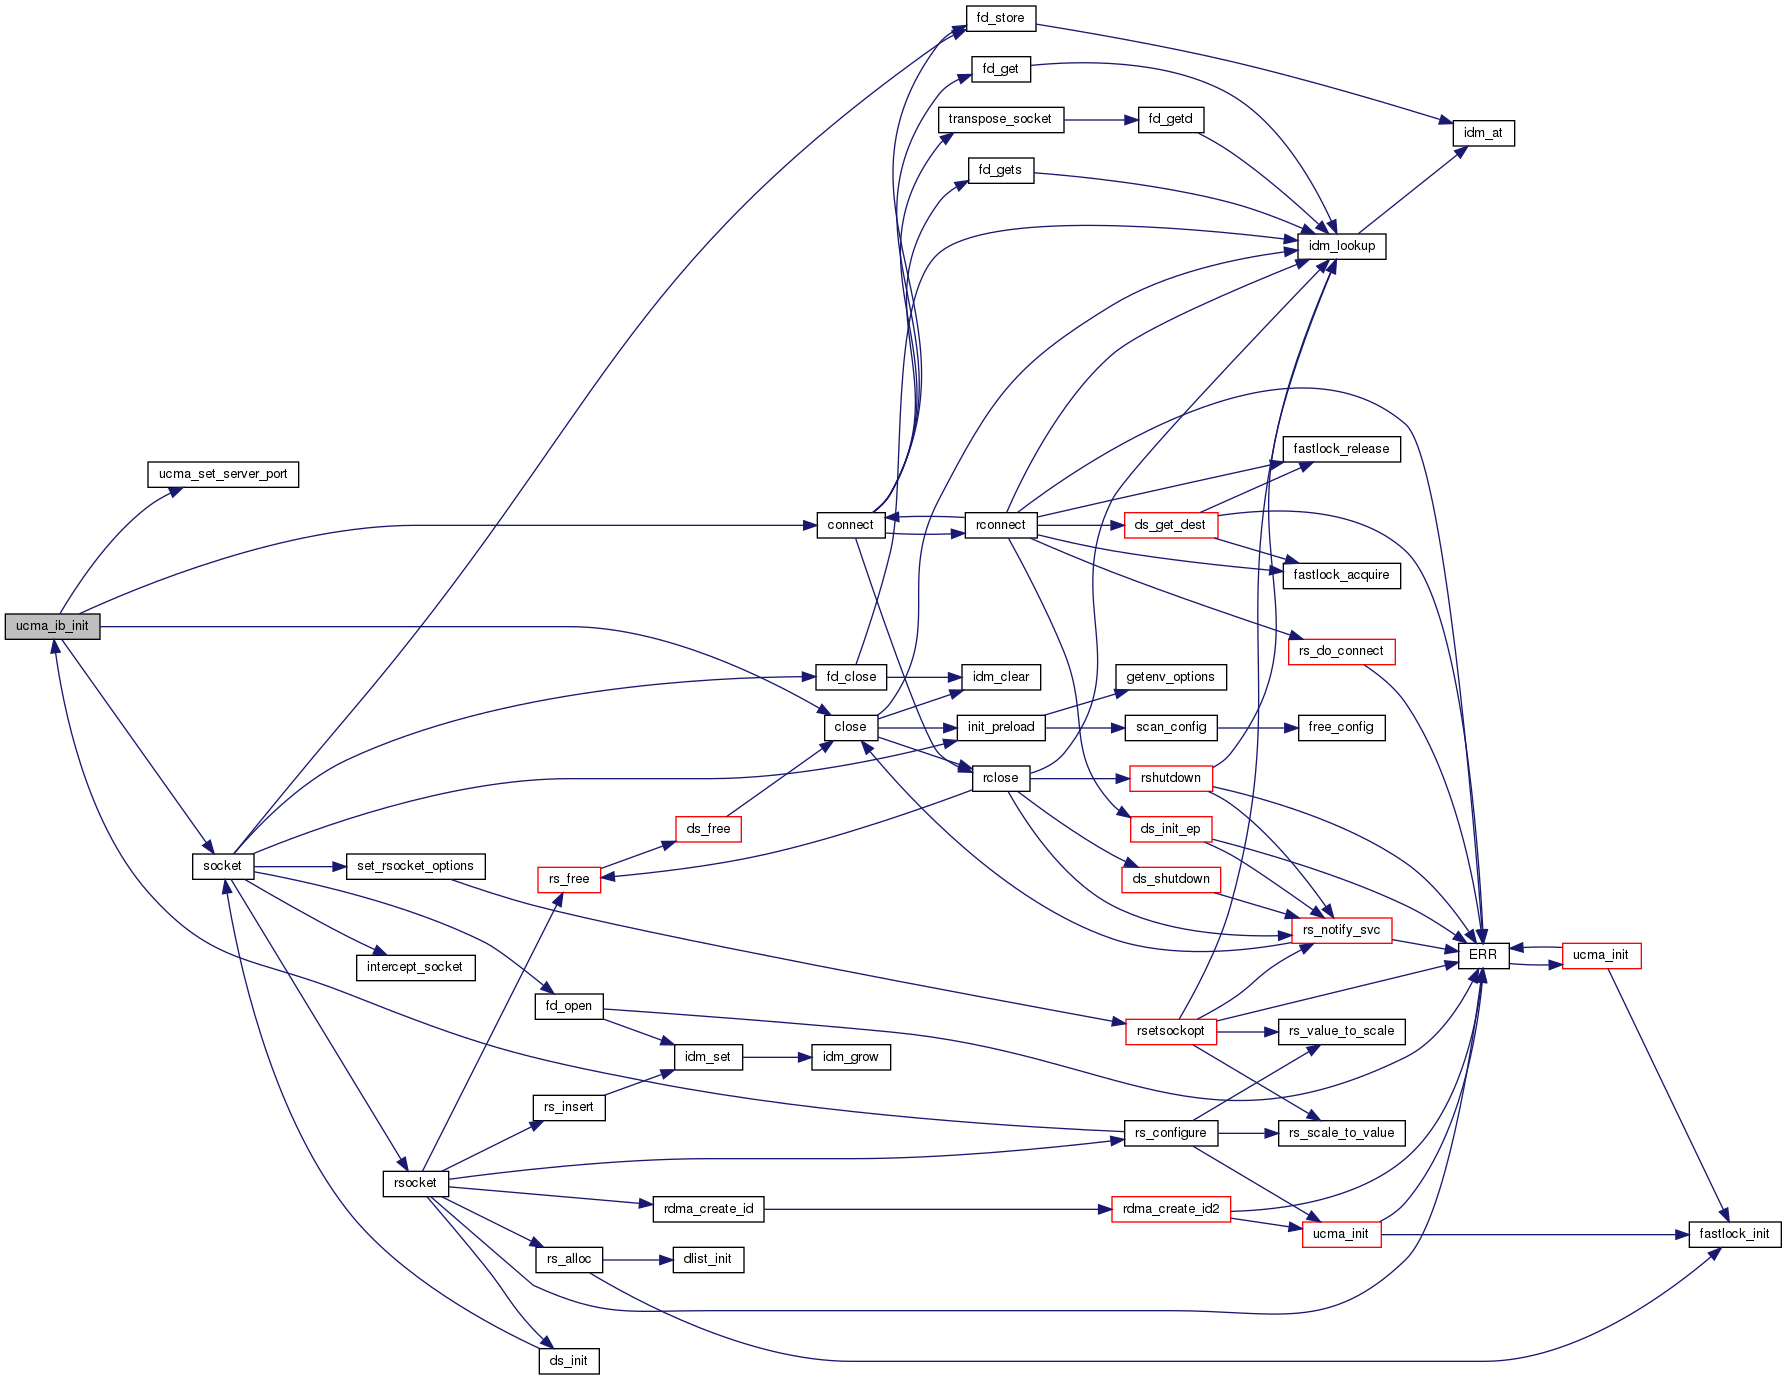 fd_store
fd_get
transpose_socket
fd_getd
idm_at
fd_gets
idm_lookup
fastlock_release
ucma_set_server_port
connect
rconnect
ds_get_dest
fastlock_acquire
ucma_ib_init
rs_do_connect
fd_close
idm_clear
getenv_options
close
init_preload
scan_config
free_config
rclose
rshutdown
ds_free
ds_init_ep
socket
set_rsocket_options
rs_free
ds_shutdown
rs_notify_svc
intercept_socket
ERR
ucma_init
fd_open
rsetsockopt
rs_value_to_scale
idm_set
idm_grow
rs_insert
rs_configure
rs_scale_to_value
rsocket
rdma_create_id
rdma_create_id2
ucma_init
fastlock_init
rs_alloc
dlist_init
ds_init